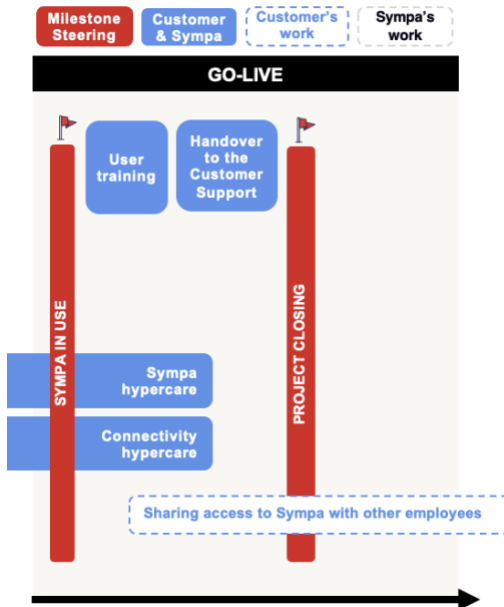 Milestone
Steering
Customer
& Sympa
Customer's
work
Sympa's
work
GO-LIVE
User
training
Handover
to the
Customer
Support
SYMPA IN USE
PROJECT CLOSING
Sympa
hypercare
Connectivity
hypercare
Sharing access to Sympa with other employees